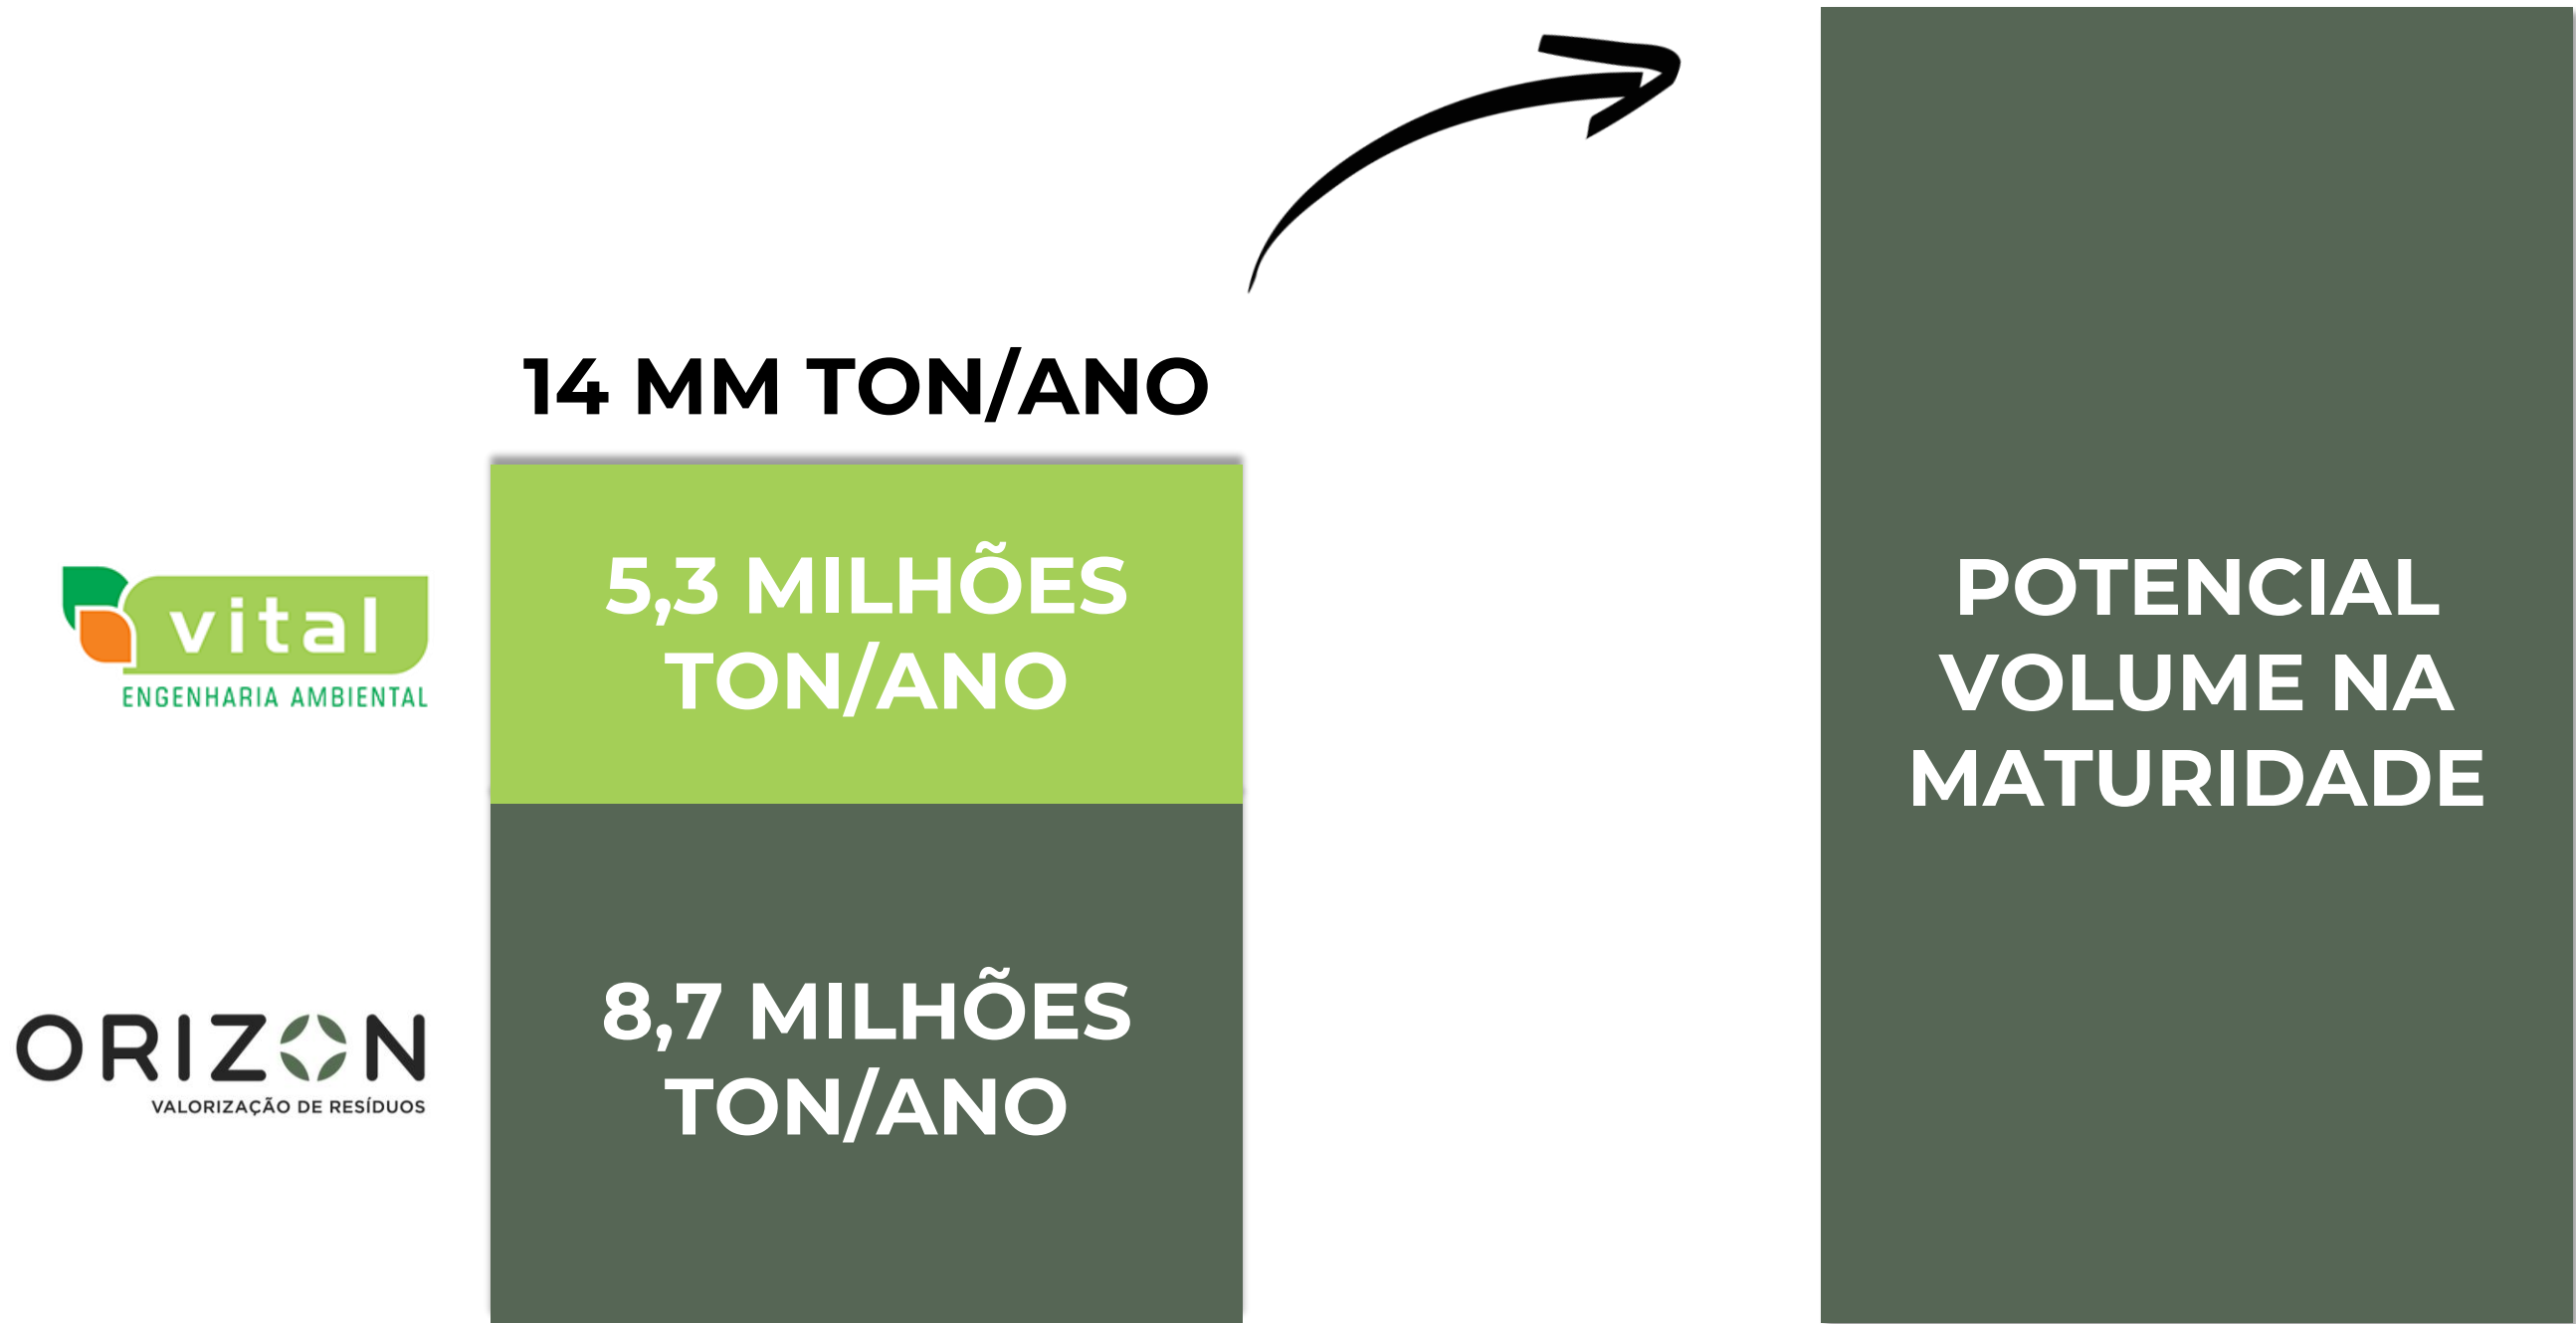 14 MM TON/ANO
vital
ENGENHARIA AMBIENTAL
5,3 MILHÕES
TON/ANO
ORIZON
VALORIZAÇÃO DE RESÍDUOS
8,7 MILHÕES
TON/ANO
POTENCIAL
VOLUME NA
MATURIDADE